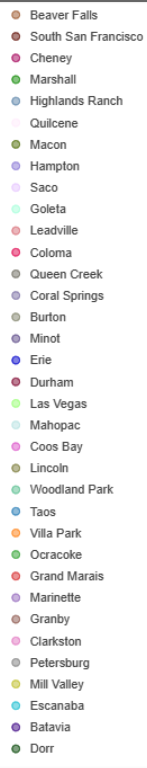 Beaver Falls
South San Francisco
Cheney
Marshall
Highlands Ranch
Quilcene
Macon
Hampton
Saco
Goleta
Leadville
Coloma
Queen Creek
Coral Springs
Burton
Minot
Erie
Durham
Las Vegas
Mahopac
Coos Bay
Lincoln
Woodland Park
Taos
Villa Park
Ocracoke
Grand Marais
Marinette
Granby
Clarkston
Petersburg
Mill Valley
Escanaba
Batavia
Dorr